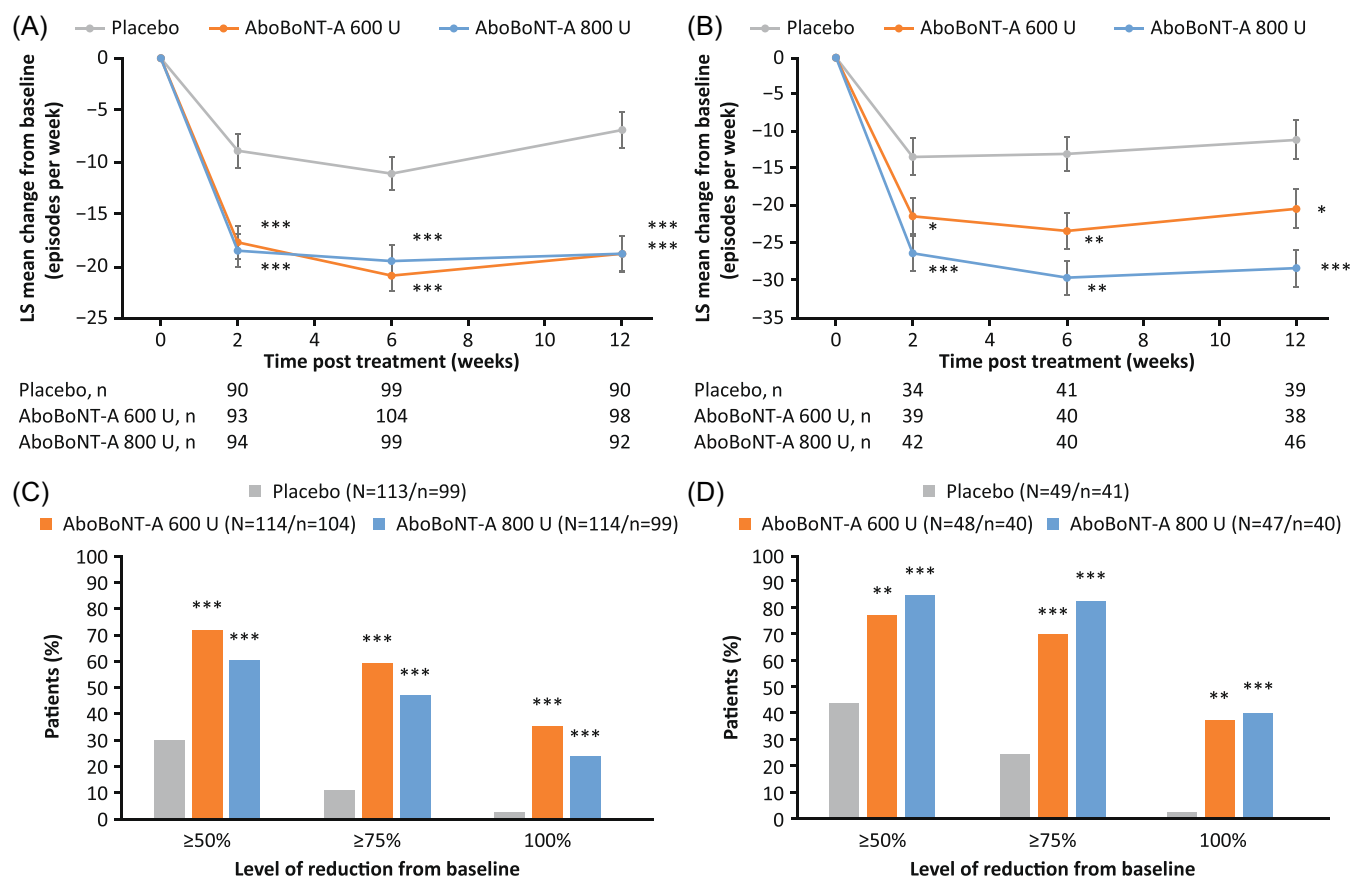 (A)
Placebo AboBoNT-A 600 U AboBoNT-A 800 U
LS mean change from baseline
(episodes per week)
0
−5
−10
−15
−20
−25
***
***
***
***
***
***
0 2 4 6 8 10 12
Time post treatment (weeks)
Placebo, n 90 99 90
AboBoNT-A 600 U, n 93 104 98
AboBoNT-A 800 U, n 94 99 92
(B)
Placebo AboBoNT-A 600 U AboBoNT-A 800 U
LS mean change from baseline
(episodes per week)
0
−5
−10
−15
−20
−25
−30
−35
*
***
**
**
*
***
0 2 4 6 8 10 12
Time post treatment (weeks)
Placebo, n 34 41 39
AboBoNT-A 600 U, n 39 40 38
AboBoNT-A 800 U, n 42 40 46
(C)
Placebo (N=113/n=99)
AboBoNT-A 600 U (N=114/n=104) AboBoNT-A 800 U (N=114/n=99)
Patients (%)
100
90
80
70
60
50
40
30
20
10
0
*** ***
*** ***
*** ***
≥50% ≥75% 100%
Level of reduction from baseline
(D)
Placebo (N=49/n=41)
AboBoNT-A 600 U (N=48/n=40) AboBoNT-A 800 U (N=47/n=40)
Patients (%)
100
90
80
70
60
50
40
30
20
10
0
** ***
*** ***
** ***
≥50% ≥75% 100%
Level of reduction from baseline